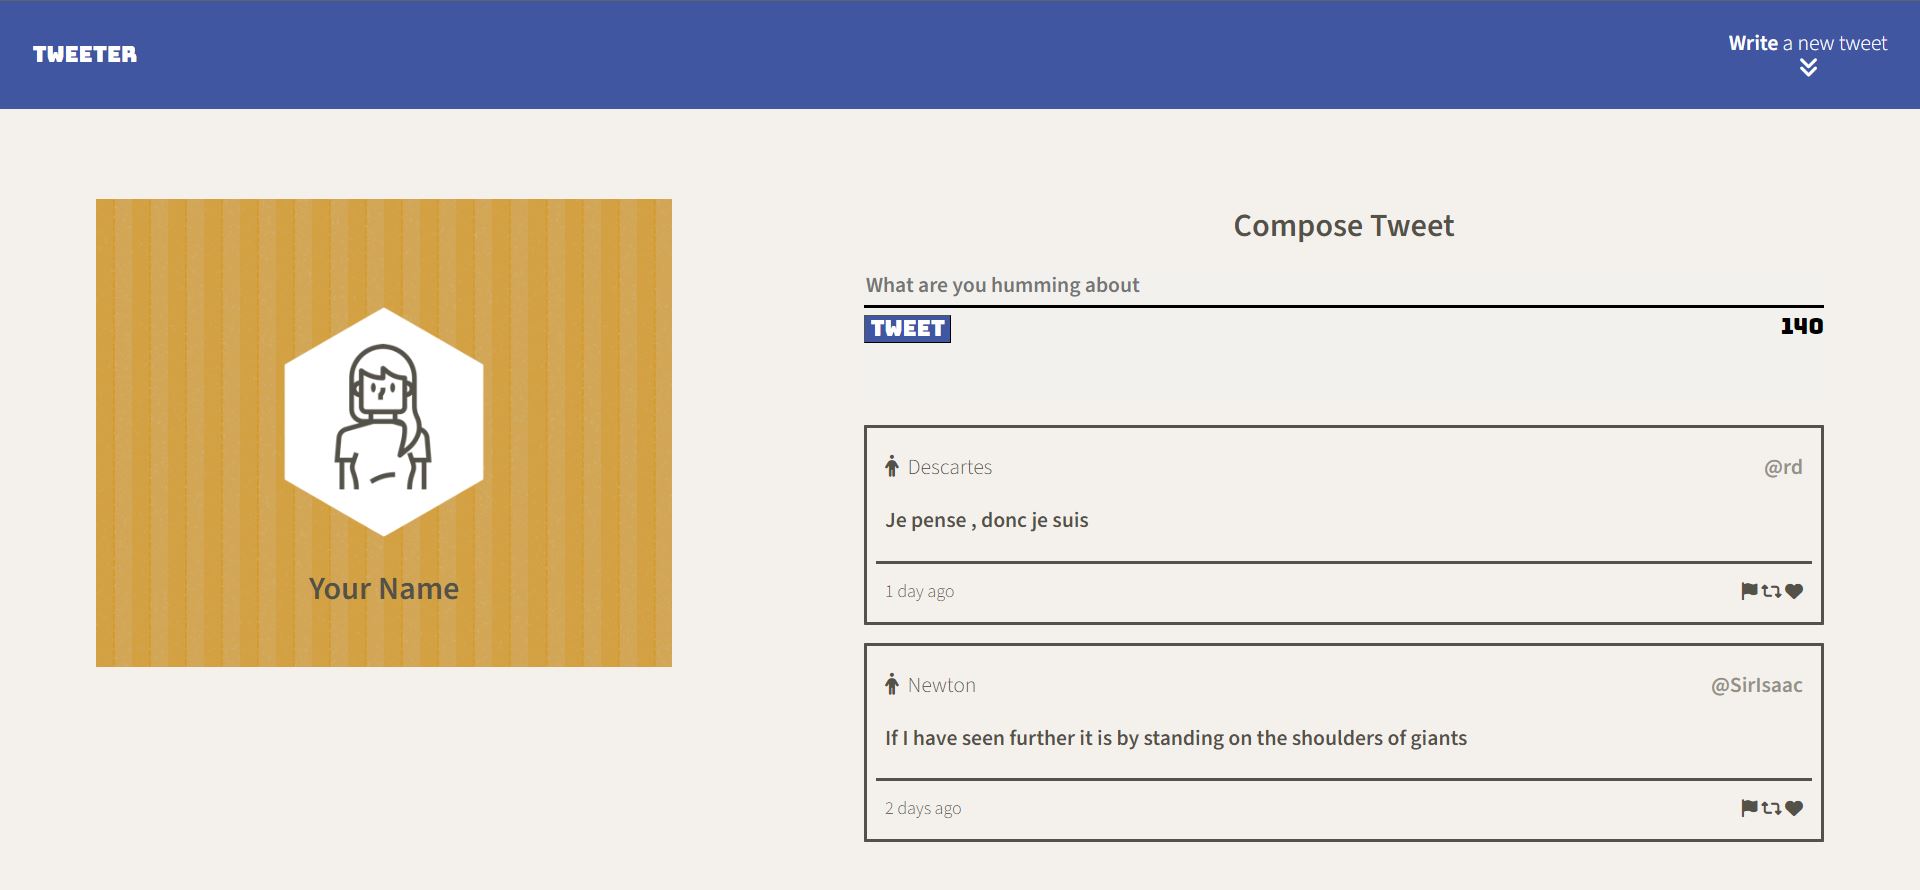 TWEETER
Write a new tweet
Your Name
Compose Tweet
What are you humming about
TWEET
140
Descartes
@rd
Je pense , donc je suis
1 day ago
Newton
@SirIsaac
If I have seen further it is by standing on the shoulders of giants
2 days ago